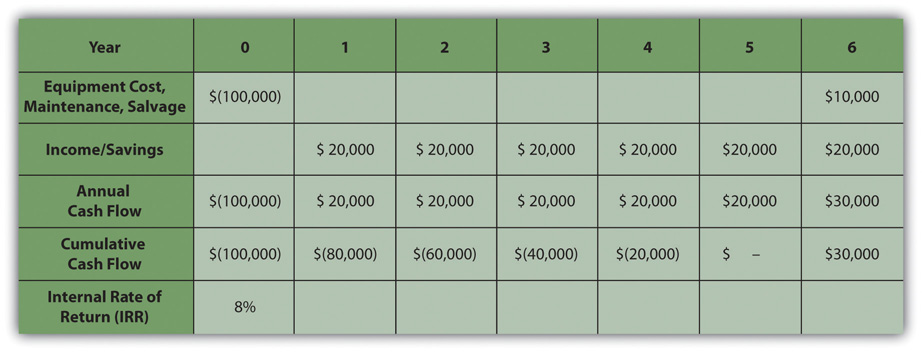 Year 0 1 2 3 4 5 6
Equipment Cost,
Maintenance, Salvage $(100,000) $10,000
Income/Savings $ 20,000 $ 20,000 $ 20,000 $ 20,000 $20,000 $20,000
Annual
Cash Flow $(100,000) $ 20,000 $ 20,000 $ 20,000 $ 20,000 $20,000 $30,000
Cumulative
Cash Flow $(100,000) $(80,000) $(60,000) $(40,000) $(20,000) $ – $30,000
Internal Rate of
Return (IRR) 8%